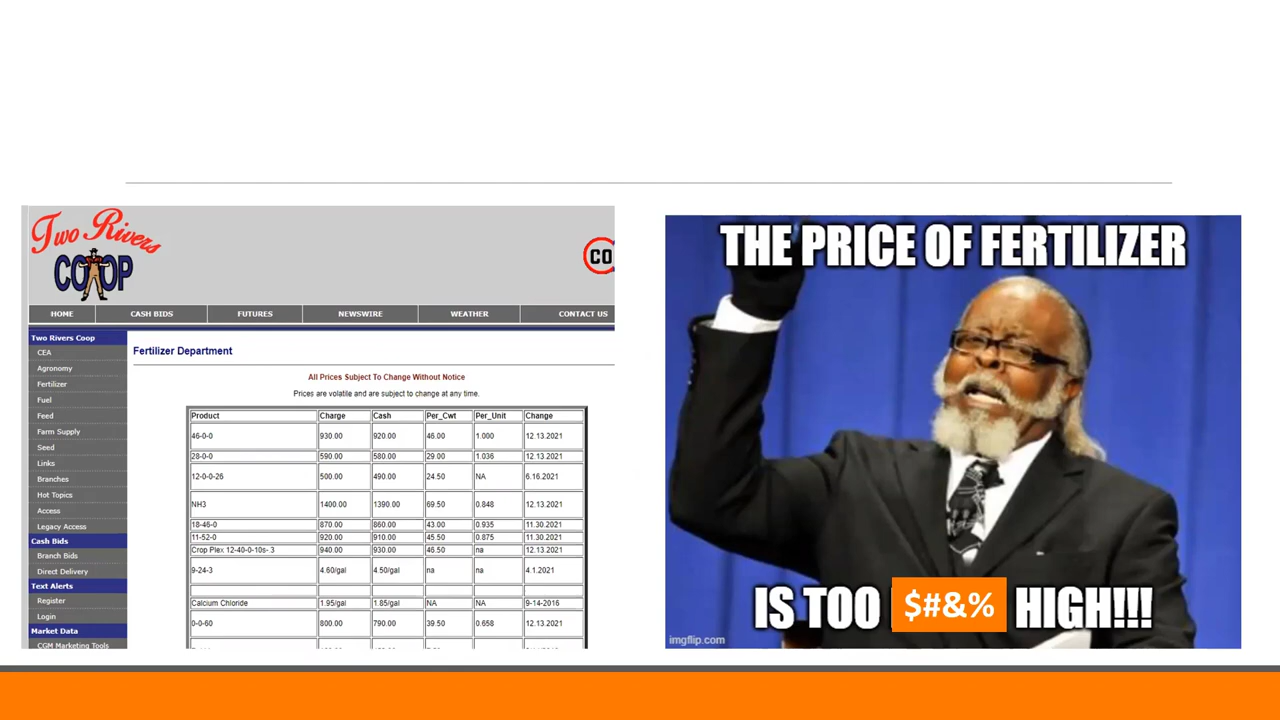 Two Rivers
CO-OP
CO
HOME CASH BIDS FUTURES NEWSWIRE WEATHER CONTACT US
Two Rivers Coop
CEA
Agronomy
Fertilizer
Fuel
Feed
Farm Supply
Seed
Links
Branches
Hot Topics
Access
Legacy Access
Cash Bids
Branch Bids
Direct Delivery
Text Alerts
Register
Login
Market Data
CGM Marketing Tools
Fertilizer Department
All Prices Subject To Change Without Notice
Prices are volatile and are subject to change at any time.
Product Charge Cash Per_Cwt Per_Unit Change
46-0-0 930.00 920.00 46.00 1.000 12.13.2021
28-0-0 590.00 580.00 29.00 1.036 12.13.2021
12-0-0-26 500.00 490.00 24.50 NA 6.16.2021
NH3 1400.00 1390.00 69.50 0.848 12.13.2021
18-46-0 870.00 860.00 43.00 0.935 11.30.2021
11-52-0 920.00 910.00 45.50 0.875 11.30.2021
Crop Plex 12-40-0-10s-.3 940.00 930.00 46.50 na 12.13.2021
9-24-3 4.60/gal 4.50/gal na na 4.1.2021
Calcium Chloride 1.95/gal 1.85/gal NA NA 9-14-2016
0-0-60 800.00 790.00 39.50 0.658 12.13.2021
THE PRICE OF FERTILIZER
IS TOO $#&% HIGH!!!
imgflip.com